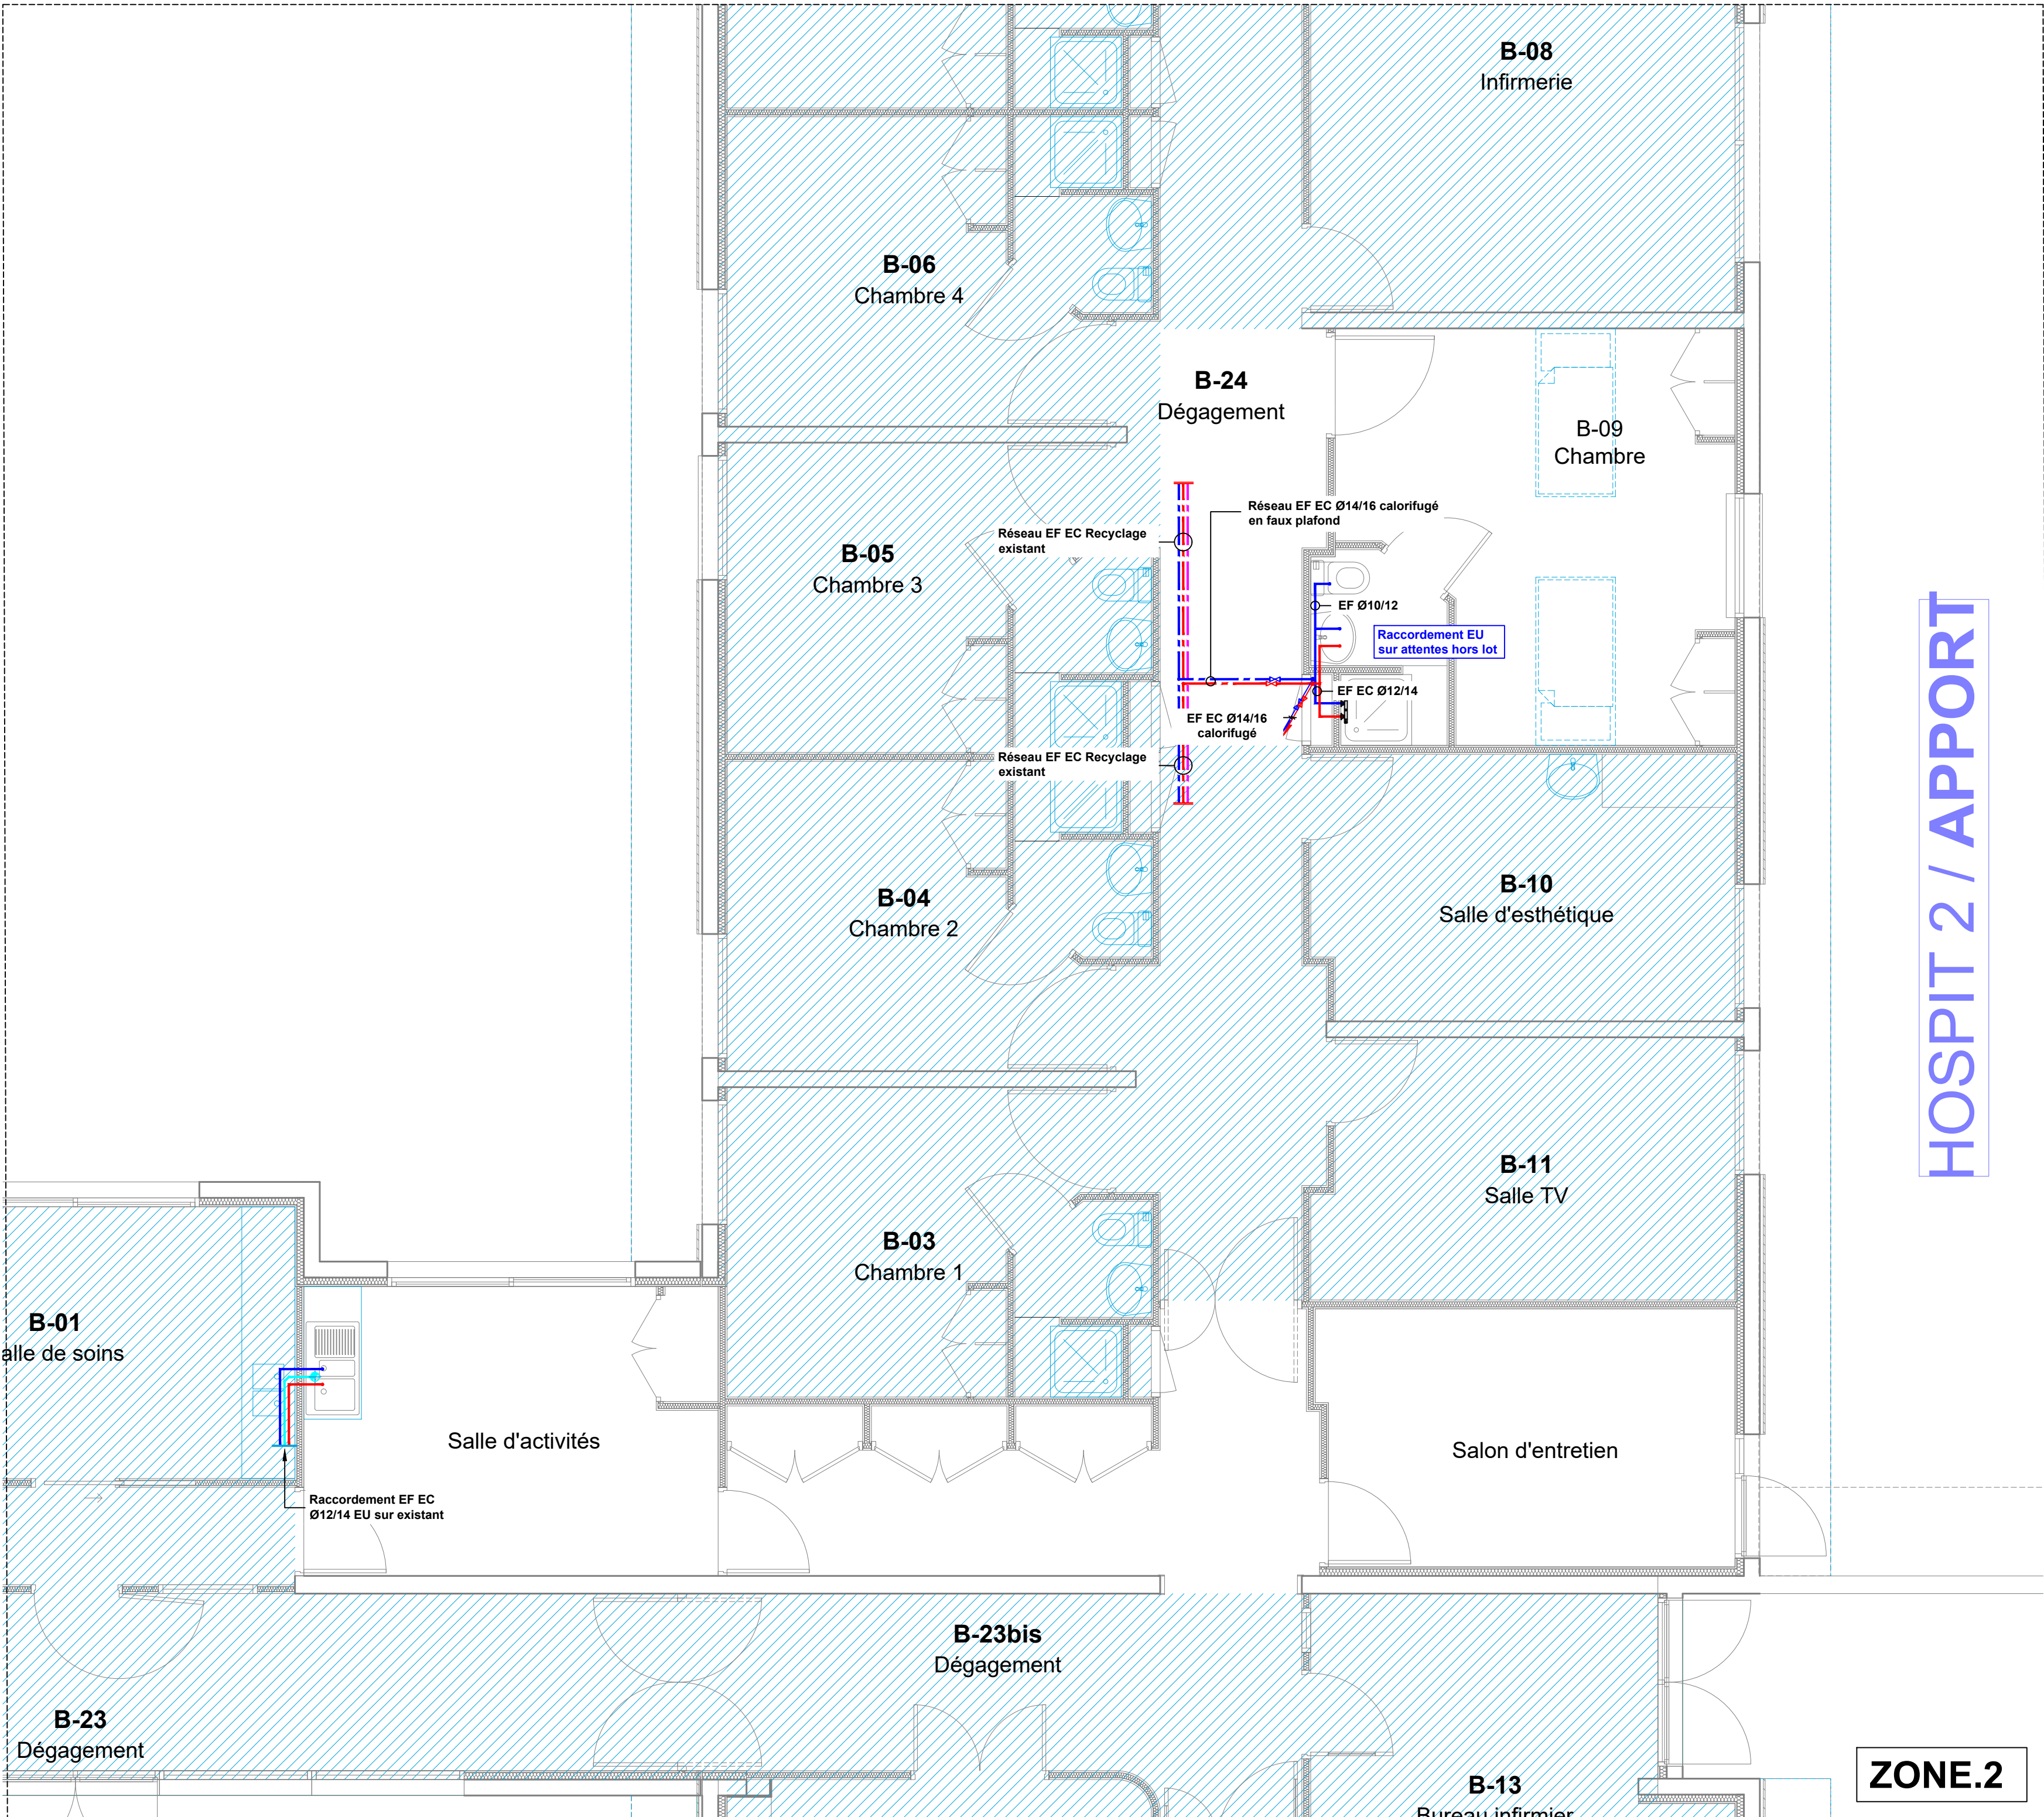 B-08
Infirmerie
B-06
Chambre 4
B-24
Dégagement
B-09
Chambre
Réseau EF EC Ø14/16 calorifugé
en faux plafond
Réseau EF EC Recyclage
existant
B-05
Chambre 3
EF Ø10/12
Raccordement EU
sur attentes hors lot
EF EC Ø12/14
EF EC Ø14/16
calorifugé
Réseau EF EC Recyclage
existant
HOSPIT 2 / APPORT
B-04
Chambre 2
B-10
Salle d'esthétique
B-11
Salle TV
B-03
Chambre 1
B-01
alle de soins
Salle d'activités
Salon d'entretien
Raccordement EF EC
Ø12/14 EU sur existant
B-23bis
Dégagement
B-23
Dégagement
B-13
Bureau infirmier
ZONE.2